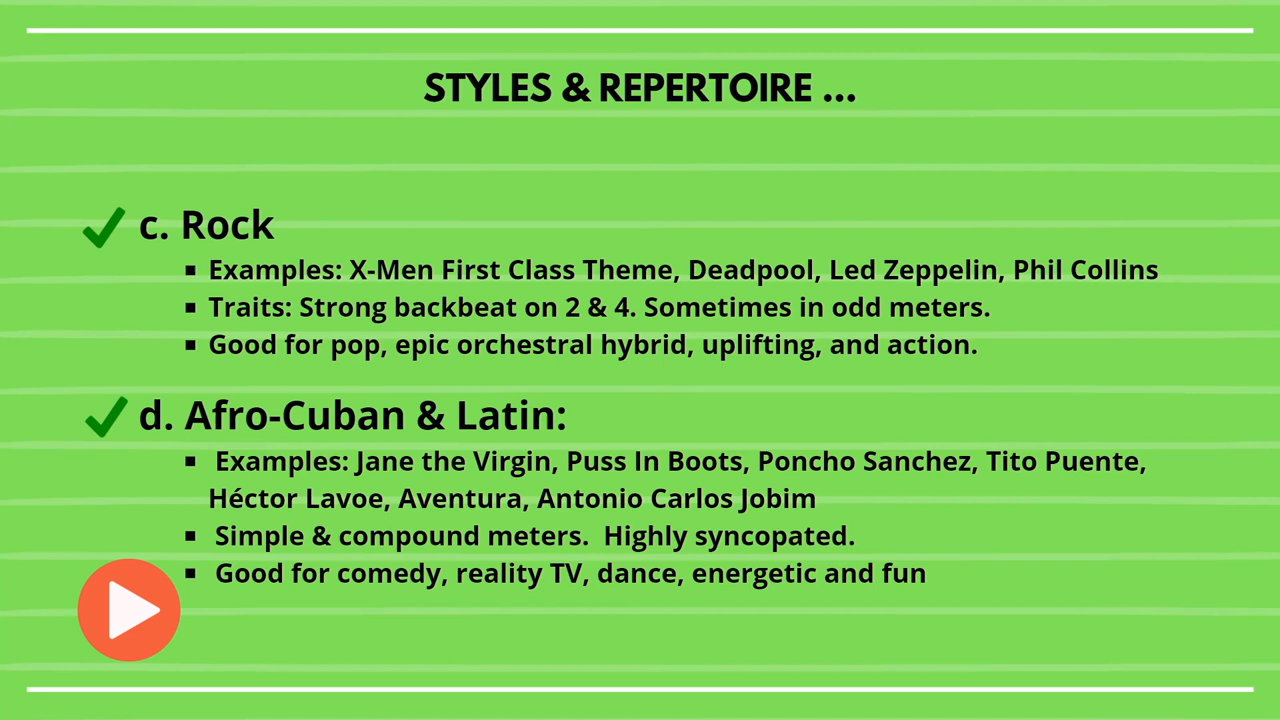 STYLES & REPERTOIRE ...
c. Rock
▪ Examples: X-Men First Class Theme, Deadpool, Led Zeppelin, Phil Collins
▪ Traits: Strong backbeat on 2 & 4. Sometimes in odd meters.
▪ Good for pop, epic orchestral hybrid, uplifting, and action.
d. Afro-Cuban & Latin:
▪ Examples: Jane the Virgin, Puss In Boots, Poncho Sanchez, Tito Puente,
Héctor Lavoe, Aventura, Antonio Carlos Jobim
▪ Simple & compound meters.  Highly syncopated.
▪ Good for comedy, reality TV, dance, energetic and fun